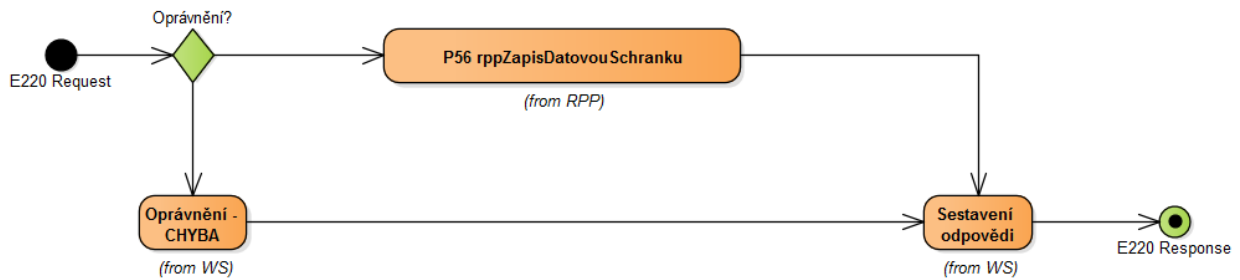 Oprávnění?
E220 Request
P56 rppZapisDatovouSchranku
(from RPP)
Oprávnění -
CHYBA
(from WS)
Sestavení
odpovědi
(from WS)
E220 Response